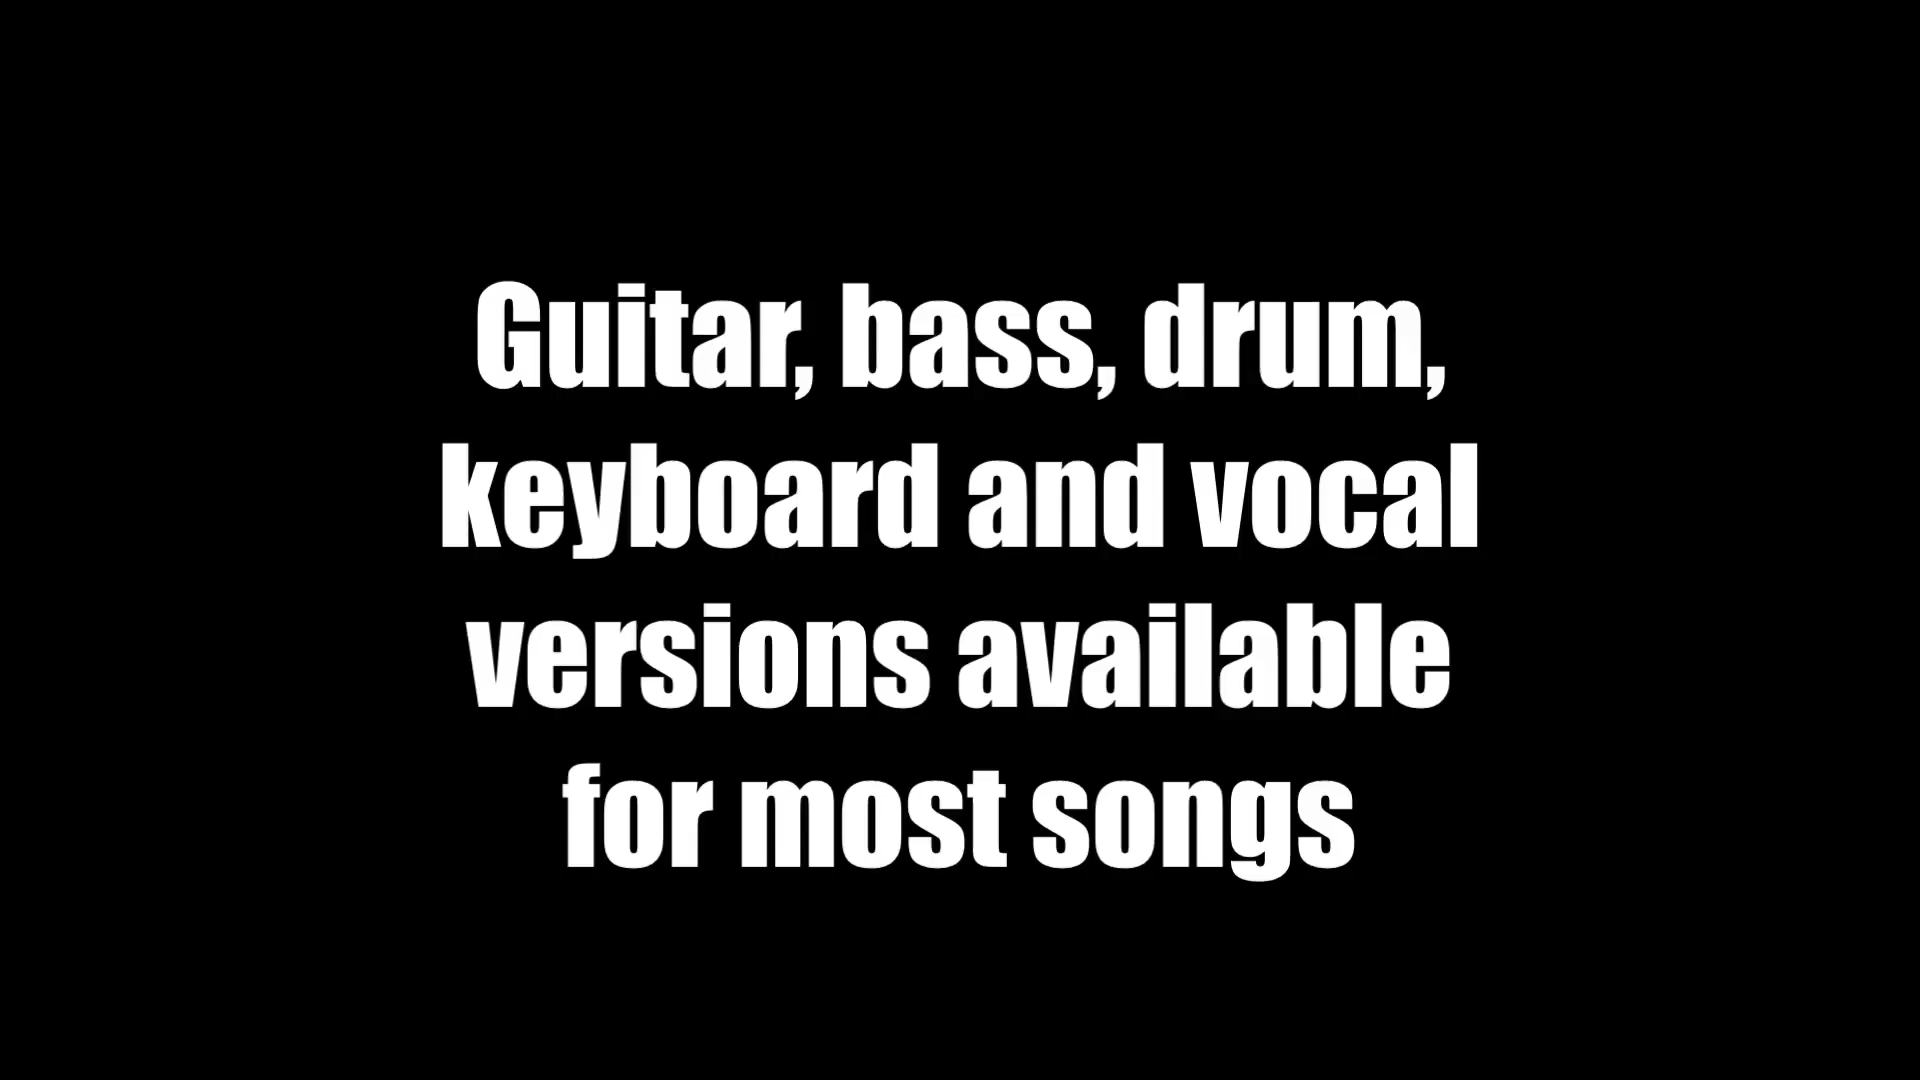 Guitar, bass, drum,
keyboard and vocal
versions available
for most songs